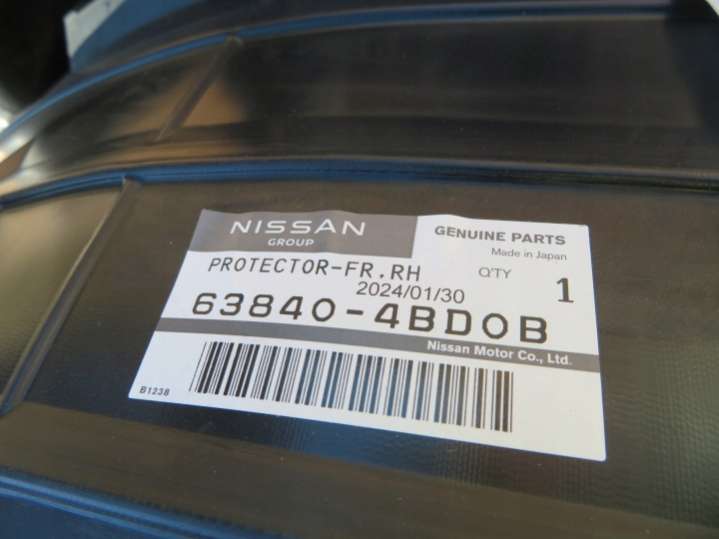 NISSAN
GROUP
GENUINE PARTS
Made in Japan
PROTECTOR-FR.RH
Q'TY
1
2024/01/30
63840-4BD0B
Nissan Motor Co., Ltd.
B1238